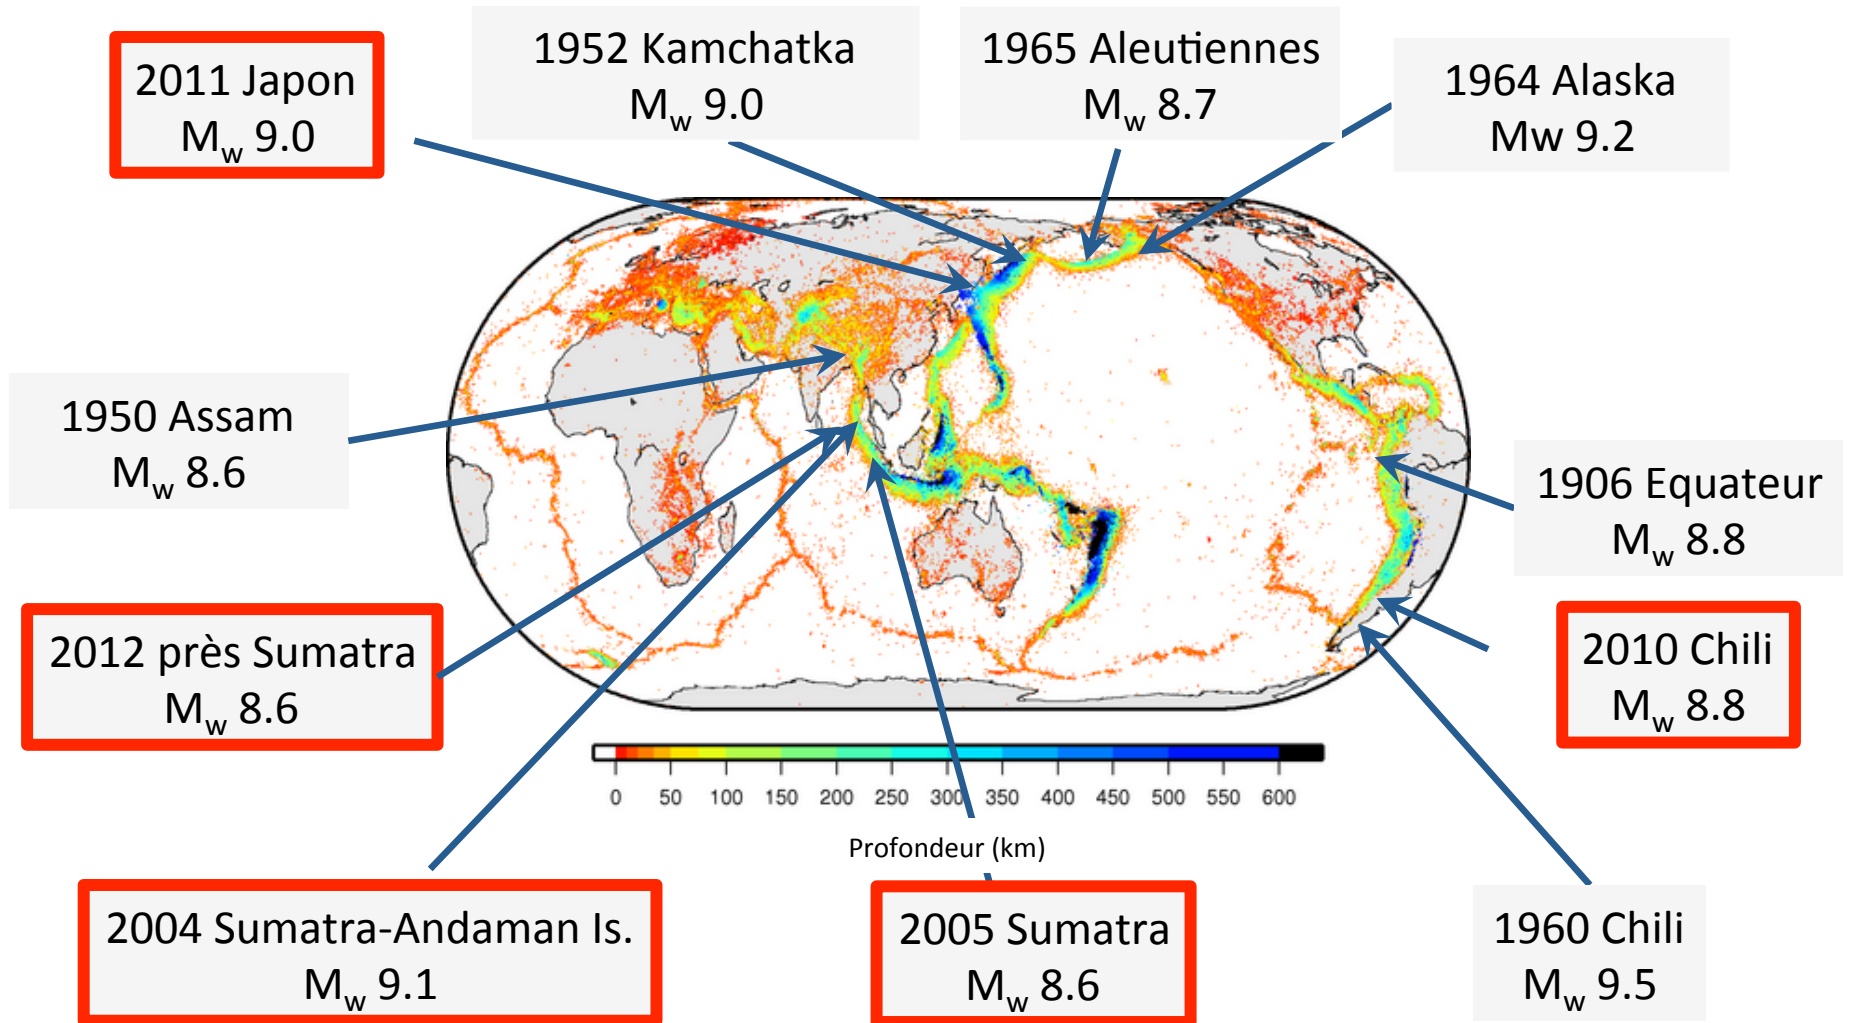 2011 Japon
Mw 9.0
1952 Kamchatka
Mw 9.0
1965 Aleutiennes
Mw 8.7
1964 Alaska
Mw 9.2
1950 Assam
Mw 8.6
1906 Equateur
Mw 8.8
2012 près Sumatra
Mw 8.6
2010 Chili
Mw 8.8
0 50 100 150 200 250 300 350 400 450 500 550 600
Profondeur (km)
2004 Sumatra-Andaman Is.
Mw 9.1
2005 Sumatra
Mw 8.6
1960 Chili
Mw 9.5